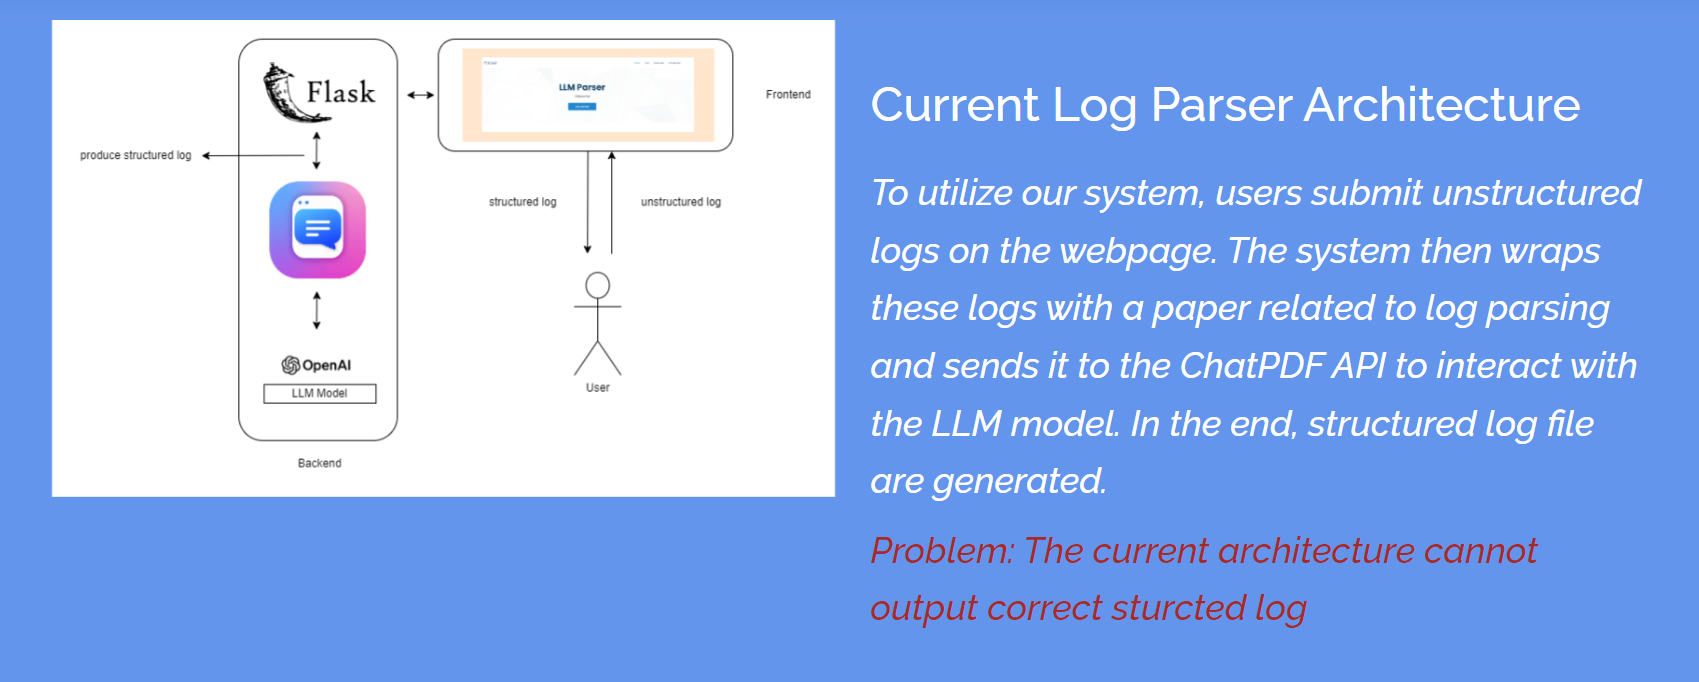 Flask
LLM Parser
Frontend
produce structured log
structured log
unstructured log
OpenAI
LLM Model
User
Backend
Current Log Parser Architecture
To utilize our system, users submit unstructured
logs on the webpage. The system then wraps
these logs with a paper related to log parsing
and sends it to the ChatPDF API to interact with
the LLM model. In the end, structured log file
are generated.
Problem: The current architecture cannot
output correct sturcted log